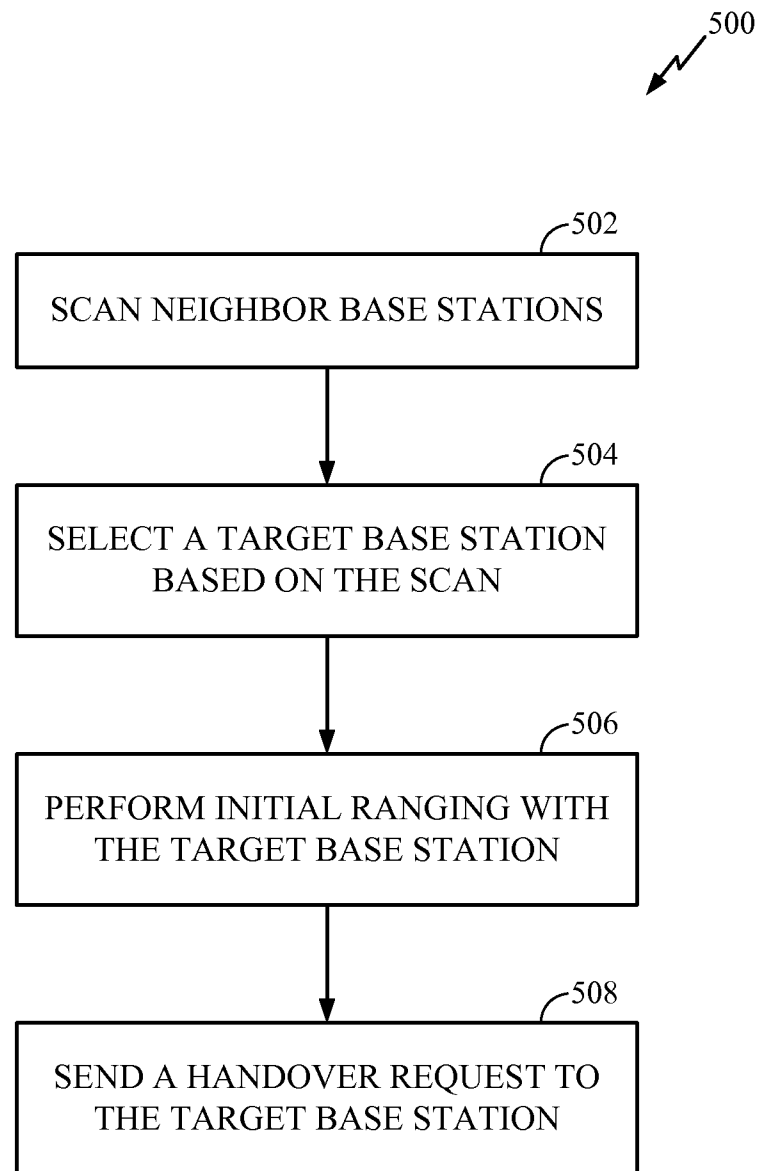 500
502
SCAN NEIGHBOR BASE STATIONS
504
SELECT A TARGET BASE STATION
BASED ON THE SCAN
506
PERFORM INITIAL RANGING WITH
THE TARGET BASE STATION
508
SEND A HANDOVER REQUEST TO
THE TARGET BASE STATION